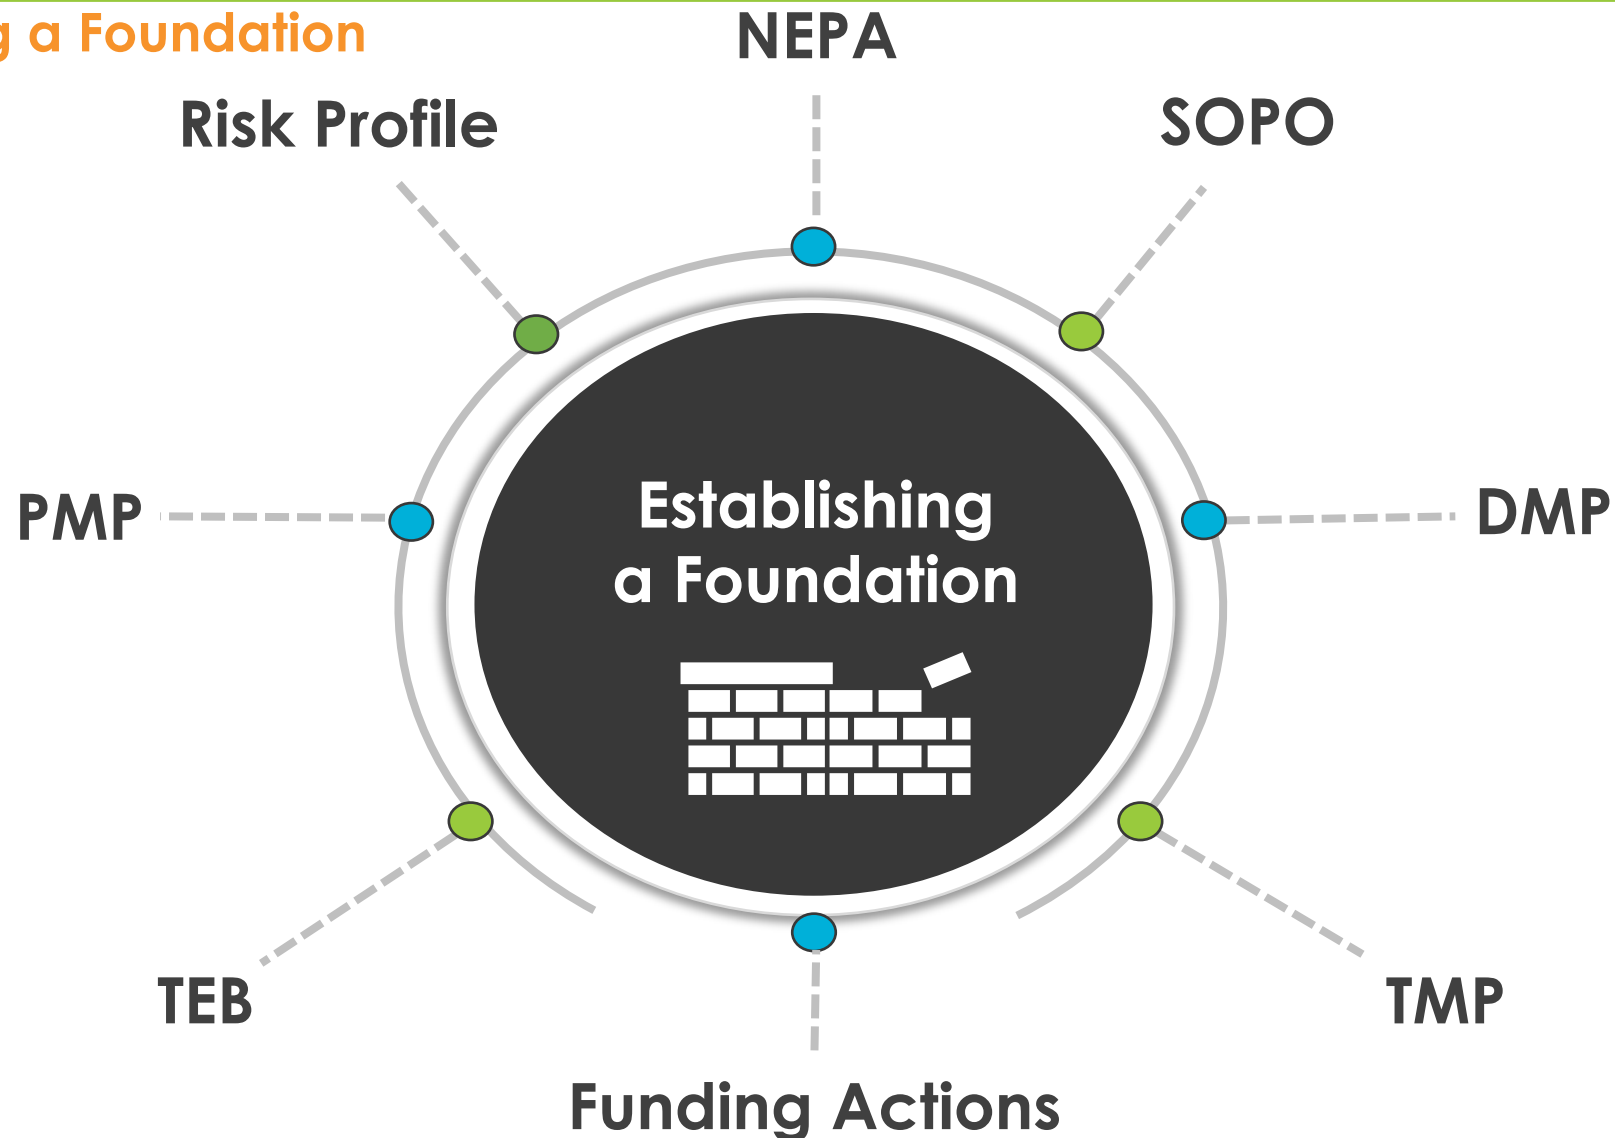 a Foundation
NEPA
Risk Profile
SOPO
PMP
Establishing
a Foundation
DMP
TEB
TMP
Funding Actions